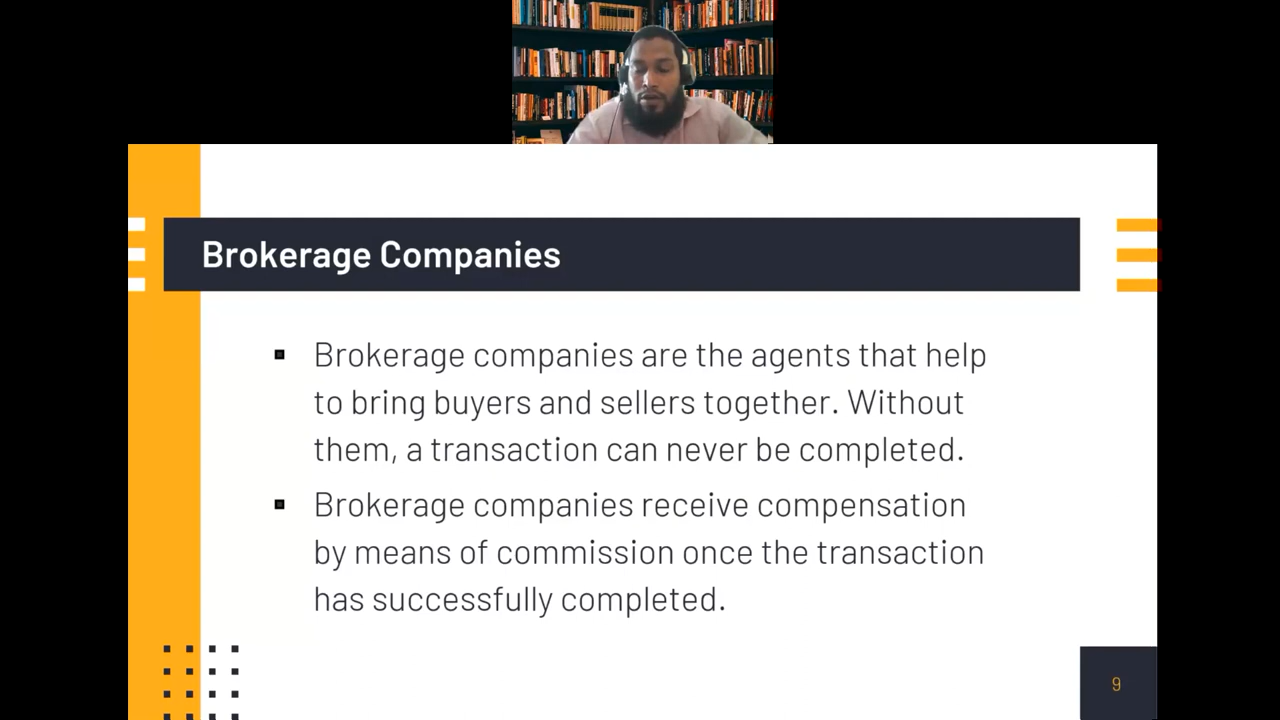 Brokerage Companies
Brokerage companies are the agents that help
to bring buyers and sellers together. Without
them, a transaction can never be completed.
Brokerage companies receive compensation
by means of commission once the transaction
has successfully completed.
9